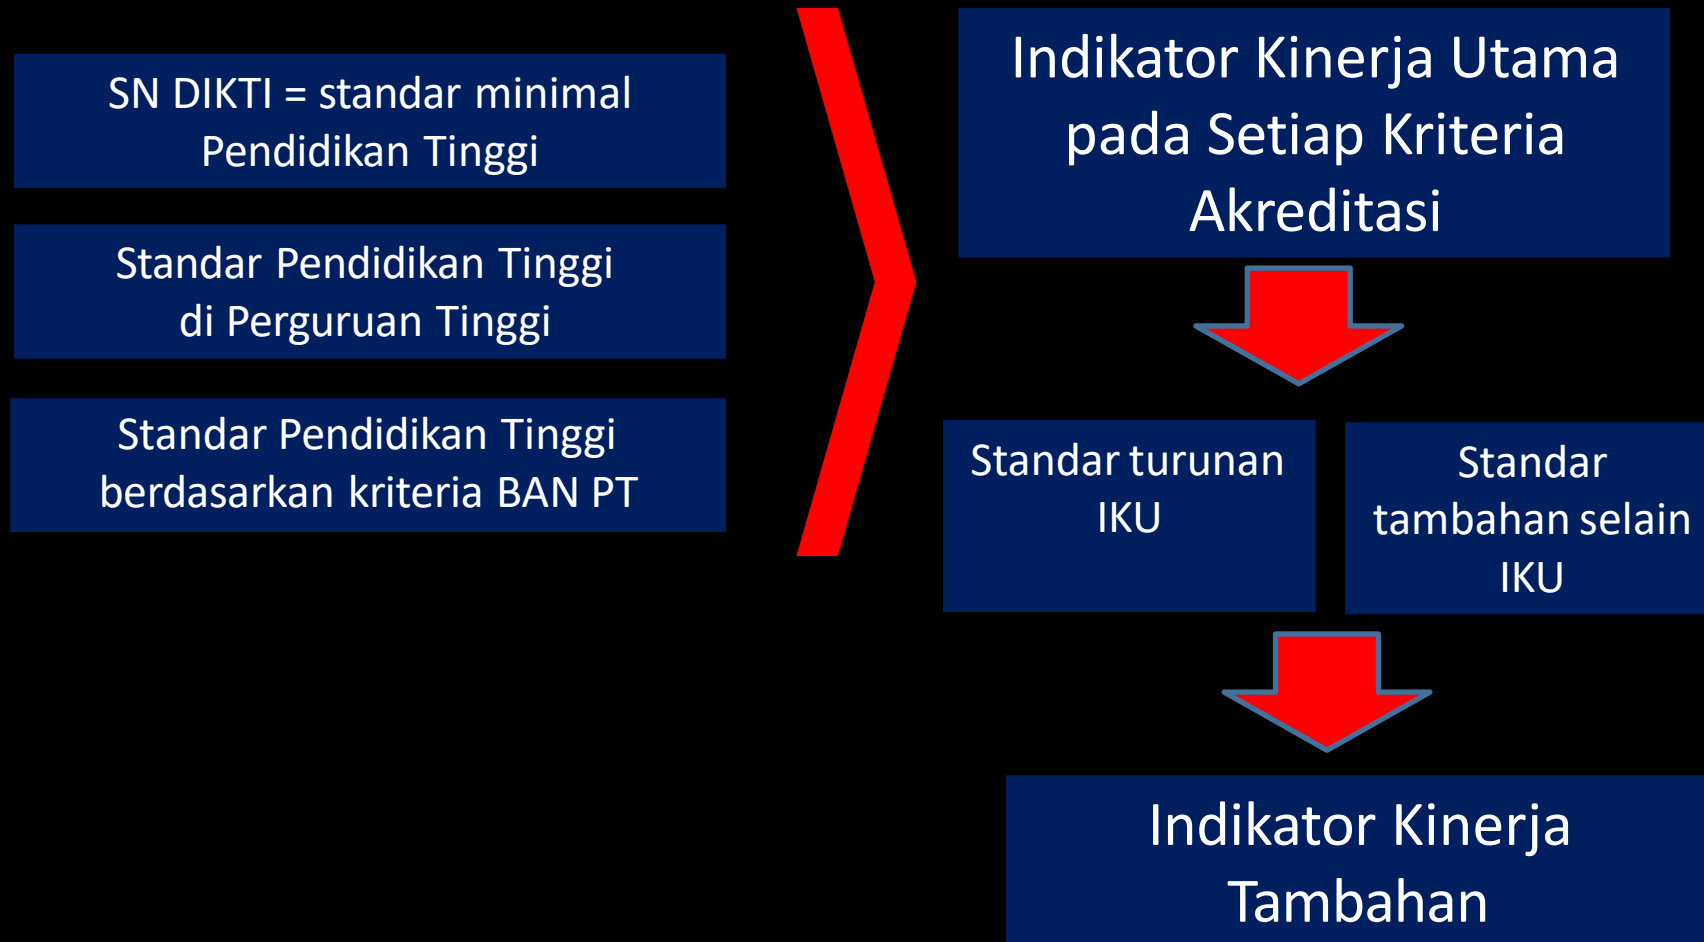 SN DIKTI = standar minimal
Pendidikan Tinggi
Standar Pendidikan Tinggi
di Perguruan Tinggi
Standar Pendidikan Tinggi
berdasarkan kriteria BAN PT
Indikator Kinerja Utama
pada Setiap Kriteria
Akreditasi
Standar turunan
IKU
Standar
tambahan selain
IKU
Indikator Kinerja
Tambahan